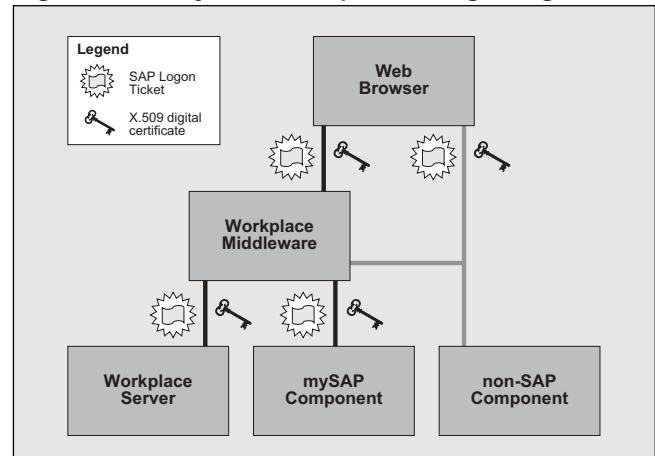 Legend
SAP Logon
Ticket
X.509 digital
certificate
Web
Browser
Workplace
Middleware
Workplace
Server
mySAP
Component
non-SAP
Component